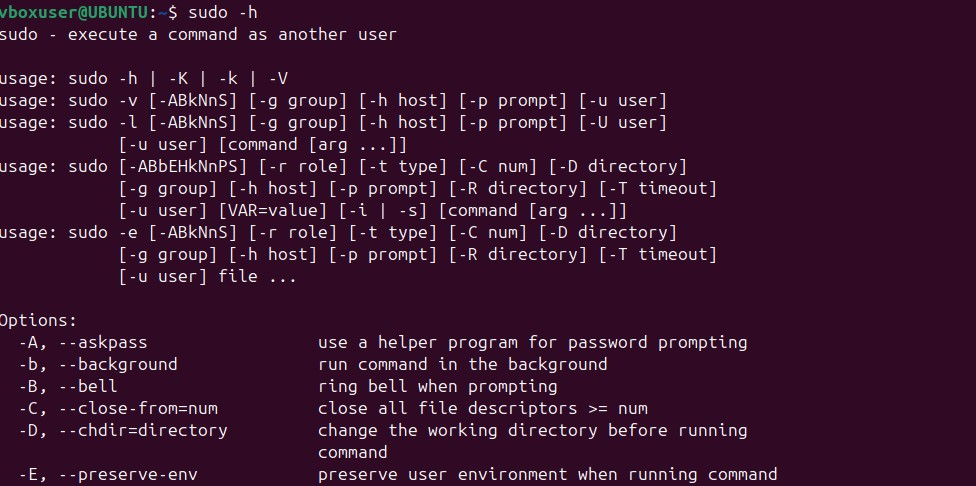 vboxuser@UBUNTU:~$ sudo -h
sudo - execute a command as another user

usage: sudo -h | -K | -k | -V
usage: sudo -v [-ABkNnS] [-g group] [-h host] [-p prompt] [-u user]
usage: sudo -l [-ABkNnS] [-g group] [-h host] [-p prompt] [-U user]
            [-u user] [command [arg ...]]
usage: sudo [-ABbEHkNnPS] [-r role] [-t type] [-C num] [-D directory]
            [-g group] [-h host] [-p prompt] [-R directory] [-T timeout]
            [-u user] [VAR=value] [-i | -s] [command [arg ...]]
usage: sudo -e [-ABkNnS] [-r role] [-t type] [-C num] [-D directory]
            [-g group] [-h host] [-p prompt] [-R directory] [-T timeout]
            [-u user] file ...

Options:
  -A, --askpass                 use a helper program for password prompting
  -b, --background              run command in the background
  -B, --bell                    ring bell when prompting
  -C, --close-from=num          close all file descriptors >= num
  -D, --chdir=directory         change the working directory before running
                                command
  -E, --preserve-env            preserve user environment when running command